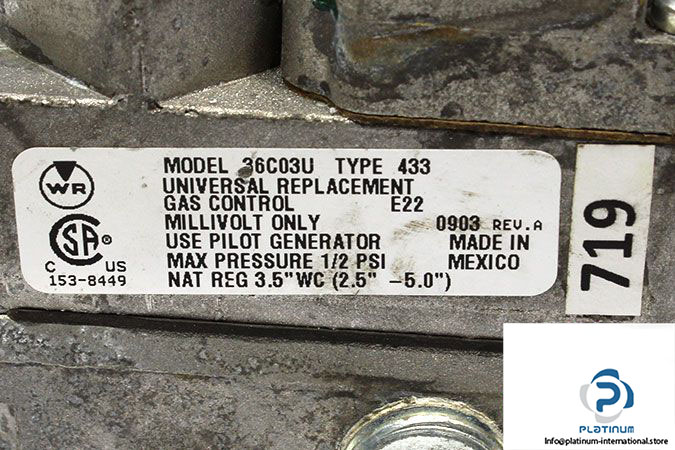 WR
MODEL 36C03U TYPE 433
UNIVERSAL REPLACEMENT
GAS CONTROL E22
MILLIVOLT ONLY 0903 REV.A
USE PILOT GENERATOR MADE IN
MAX PRESSURE 1/2 PSI MEXICO
NAT REG 3.5"WC (2.5" -5.0")
CSA®
C US
153-8449
719
PLATINUM
Info@platinum-international.store